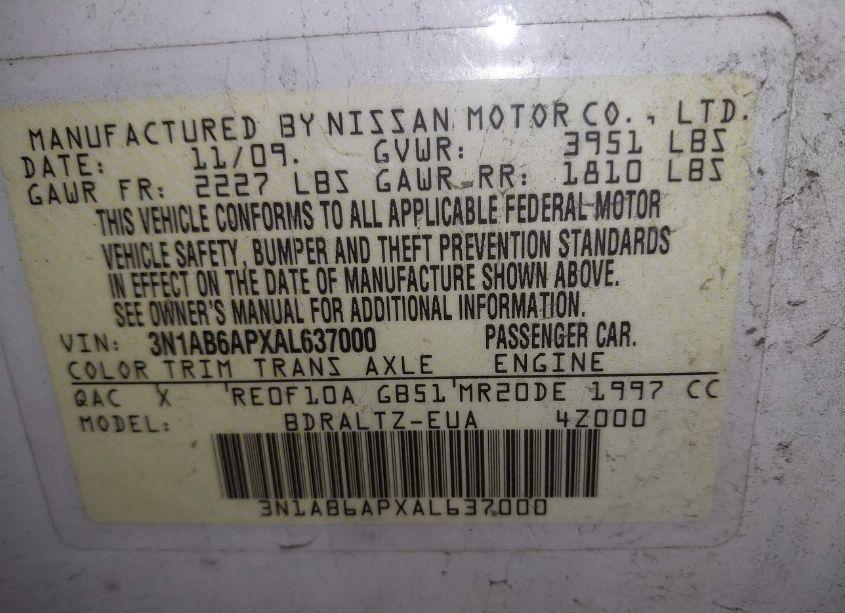 MANUFACTURED BY NISSAN MOTOR CO., LTD.
DATE: 11/09. GVWR: 3951 LBS
GAWR FR: 2227 LBS GAWR RR: 1810 LBS
THIS VEHICLE CONFORMS TO ALL APPLICABLE FEDERAL MOTOR
VEHICLE SAFETY, BUMPER AND THEFT PREVENTION STANDARDS
IN EFFECT ON THE DATE OF MANUFACTURE SHOWN ABOVE.
SEE OWNER'S MANUAL FOR ADDITIONAL INFORMATION.
VIN: 3N1AB6APXAL637000 PASSENGER CAR.
COLOR TRIM TRANS AXLE ENGINE
QAC X RE0F10A GB51 MR20DE 1997 CC
MODEL: BDRALTZ-EUA 4Z000
3N1AB6APXAL637000